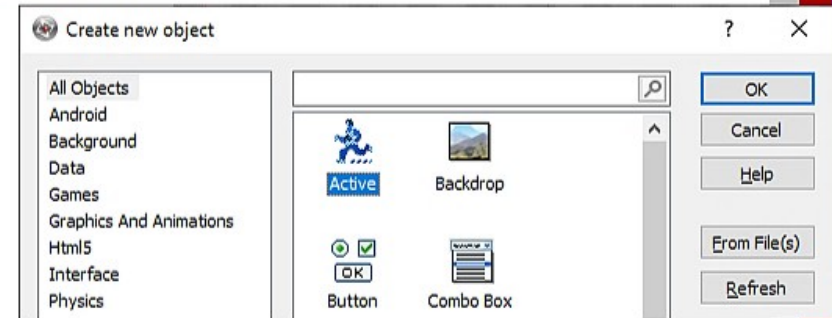 Create new object
?
All Objects
Android
Background
Data
Games
Graphics And Animations
Html5
Interface
Physics
Active
Backdrop
OK
Button
Combo Box
OK
Cancel
Help
From File(s)
Refresh